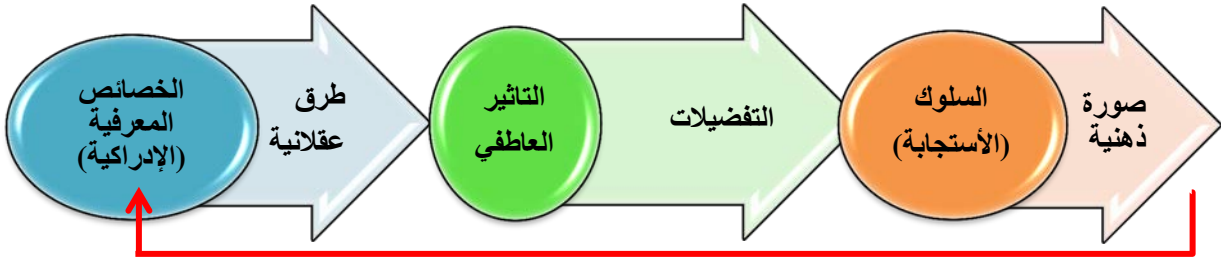 الخصائص
المعرفية
(الإدراكية)
طرق
عقلانية
التاثير
العاطفي
التفضيلات
السلوك
(الأستجابة)
صورة
ذهنية